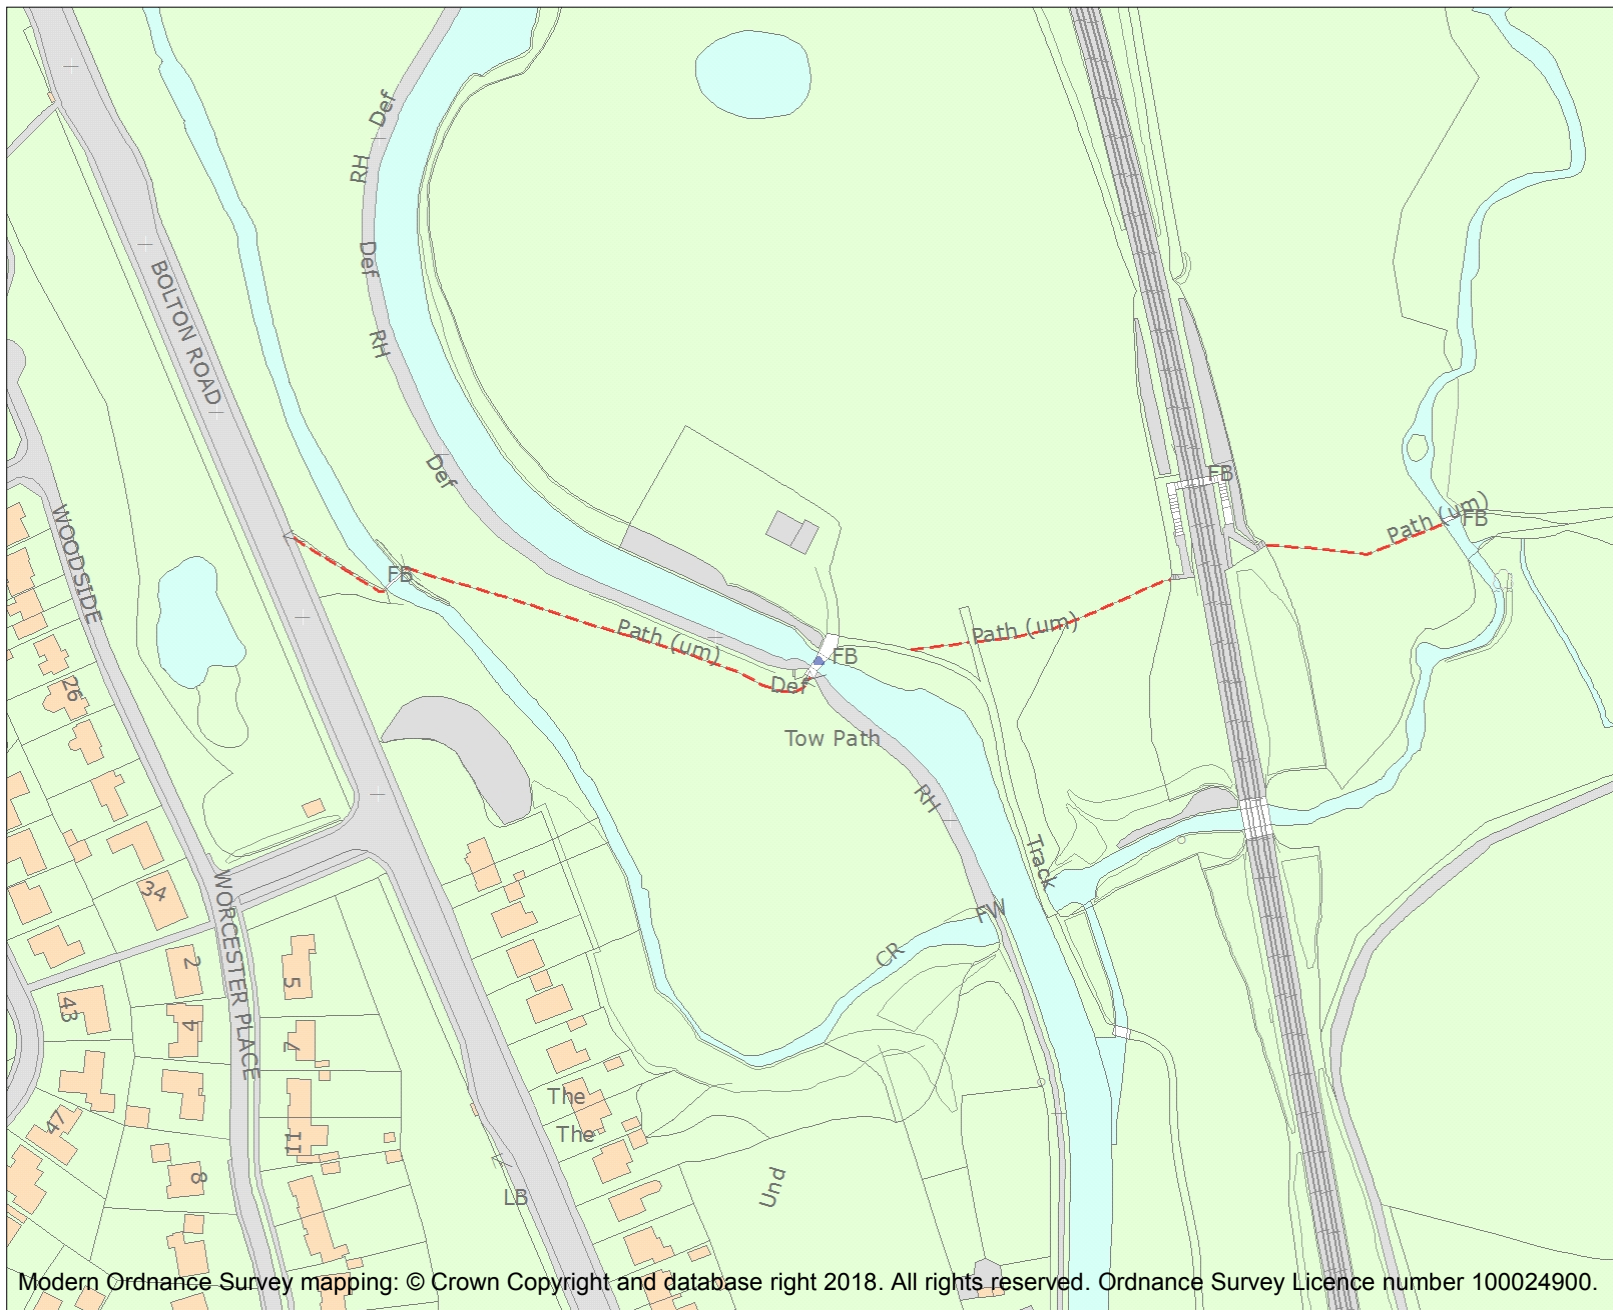 Def
RH
Def
BOLTON ROAD
RH
Def
FB
Path (um)
FB
WOODSIDE
FB
Path (um)
Path (um)
FB
Def
26
Tow Path
RH
Track
34
WORCESTER PLACE
FW
CR
2
5
43
4
7
The
47
The
11
Und
8
LB
Modern Ordnance Survey mapping: © Crown Copyright and database right 2018. All rights reserved. Ordnance Survey Licence number 100024900.